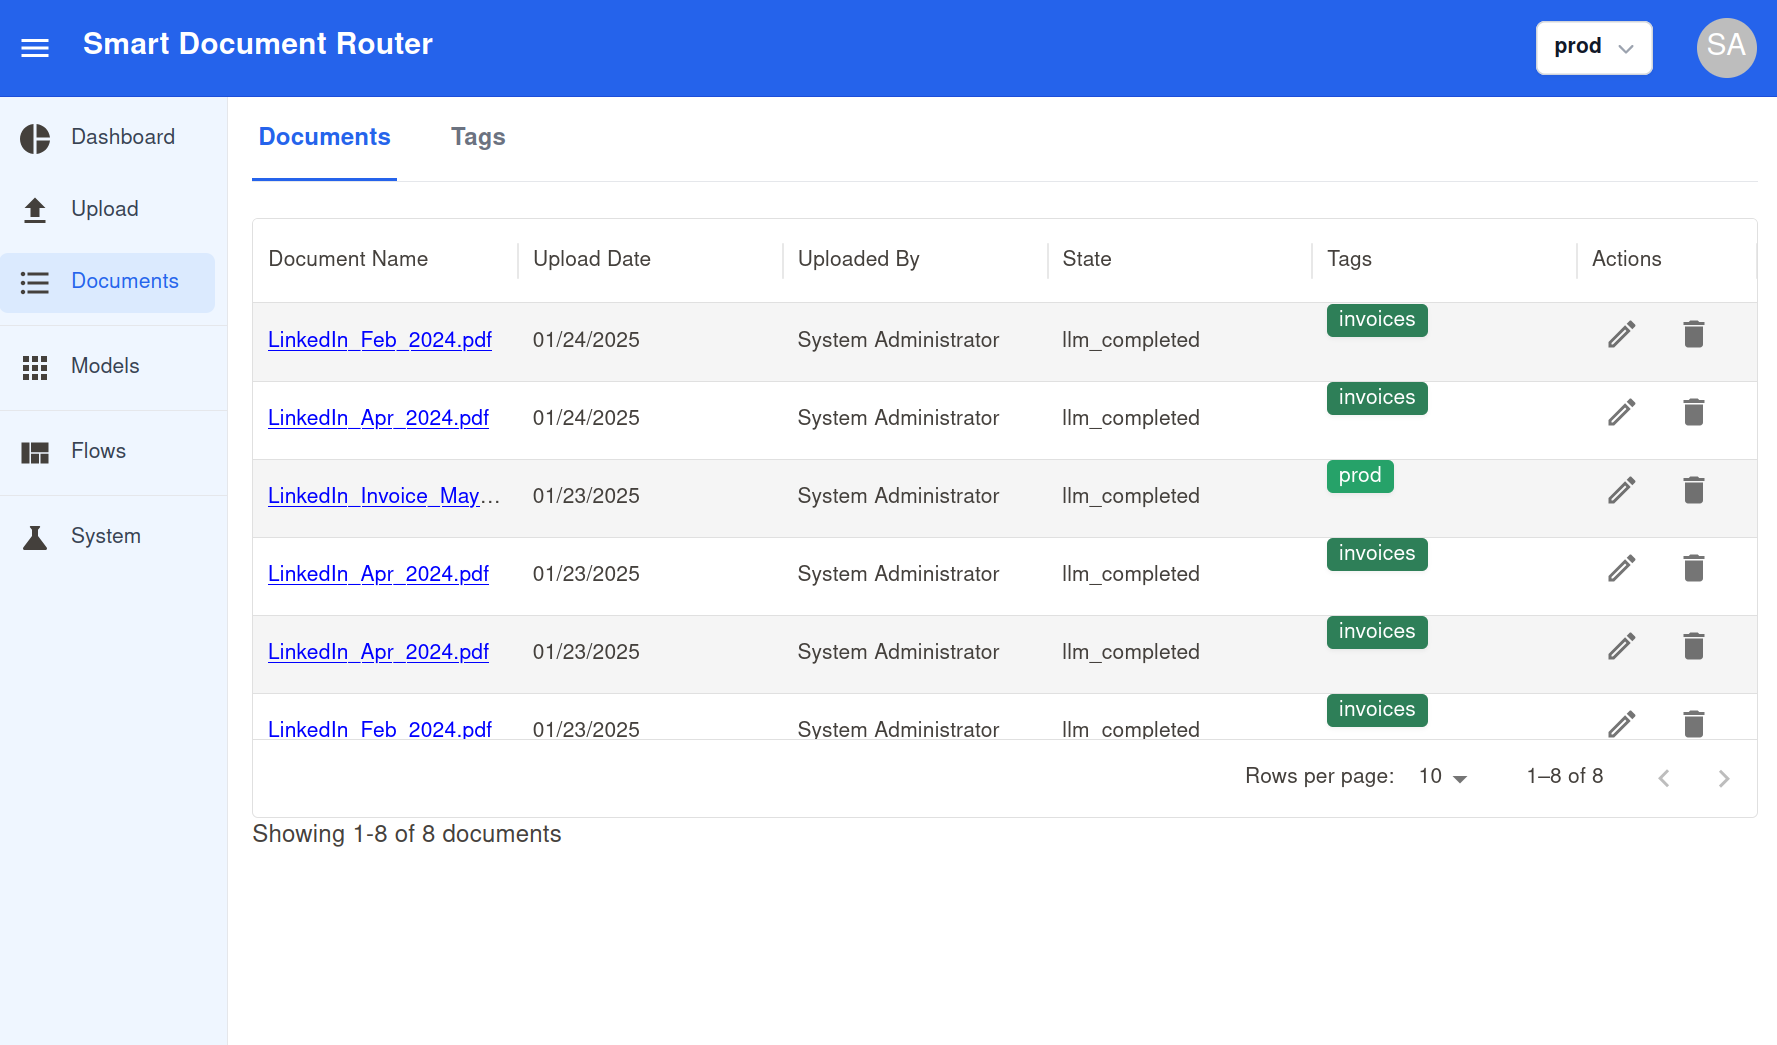 Smart Document Router
prod
SA
Dashboard
Upload
Documents
Models
Flows
System
Documents Tags
Document Name Upload Date Uploaded By State Tags Actions
LinkedIn_Feb_2024.pdf 01/24/2025 System Administrator llm_completed invoices
LinkedIn_Apr_2024.pdf 01/24/2025 System Administrator llm_completed invoices
LinkedIn_Invoice_May… 01/23/2025 System Administrator llm_completed prod
LinkedIn_Apr_2024.pdf 01/23/2025 System Administrator llm_completed invoices
LinkedIn_Apr_2024.pdf 01/23/2025 System Administrator llm_completed invoices
LinkedIn_Feb_2024.pdf 01/23/2025 System Administrator llm_completed invoices
Rows per page: 10 1–8 of 8
Showing 1-8 of 8 documents